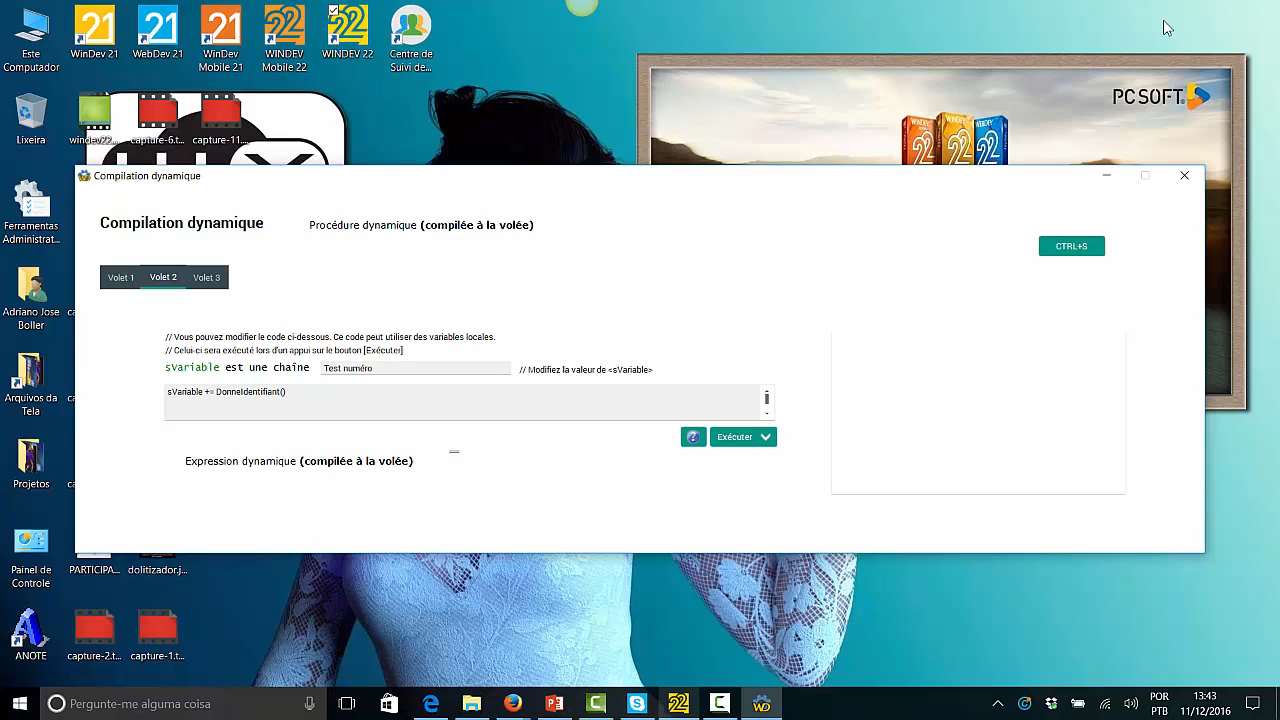 Este
Computador
WinDev 21
WebDev 21
WinDev
Mobile 21
WINDEV
Mobile 22
WINDEV 22
Centre de
Suivi de...
Lixeira
windev22....
capture-6.t...
capture-11....
PC SOFT
Ferramentas
Administrat...
Adriano Jose
Boller
Arquivos da
Tela
Projetos
Painel de
Controle
PARTICIPA...
dolitizador.j...
ANOTE
capture-2.t...
capture-1.t...
Compilation dynamique
Compilation dynamique
Procédure dynamique (compilée à la volée)
CTRL+S
Volet 1
Volet 2
Volet 3
// Vous pouvez modifier le code ci-dessous. Ce code peut utiliser des variables locales.
// Celui-ci sera exécuté lors d'un appui sur le bouton [Exécuter]
sVariable est une chaîne
Test numéro
// Modifiez la valeur de <sVariable>
sVariable += DonneIdentifiant()
Exécuter
Expression dynamique (compilée à la volée)
Pergunte-me alguma coisa
POR
PTB
13:43
11/12/2016